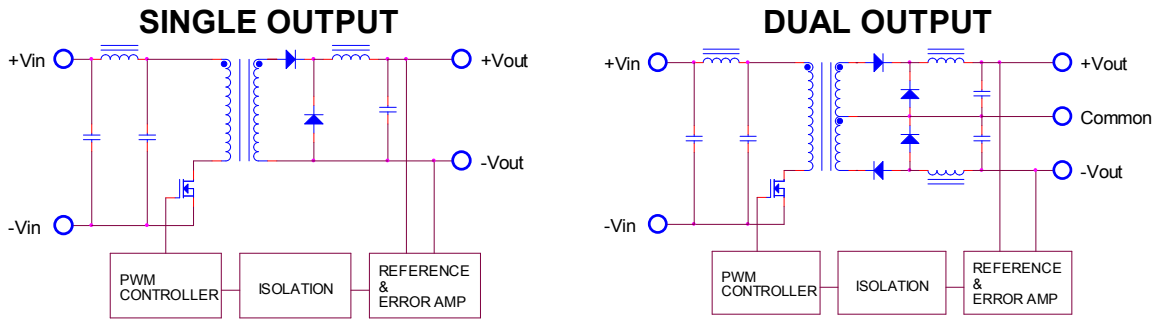 SINGLE OUTPUT
+Vin
+Vout
-Vout
-Vin
PWM
CONTROLLER
ISOLATION
REFERENCE
&
ERROR AMP
DUAL OUTPUT
+Vin
+Vout
Common
-Vout
-Vin
PWM
CONTROLLER
ISOLATION
REFERENCE
&
ERROR AMP